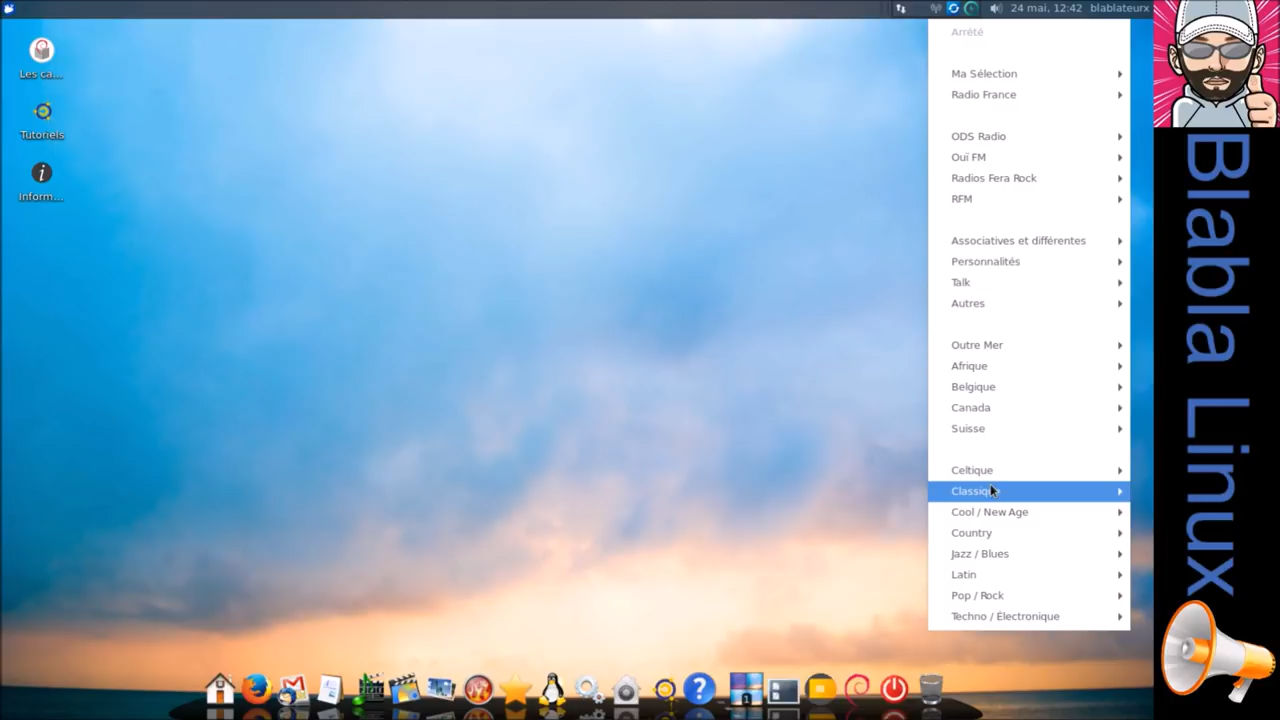 24 mai, 12:42 blablateurx
Les ca...
Tutoriels
Inform...
Arrêté
Ma Sélection
Radio France
ODS Radio
Ouï FM
Radios Fera Rock
RFM
Associatives et différentes
Personnalités
Talk
Autres
Outre Mer
Afrique
Belgique
Canada
Suisse
Celtique
Classique
Cool / New Age
Country
Jazz / Blues
Latin
Pop / Rock
Techno / Électronique
Blabla Linux
1